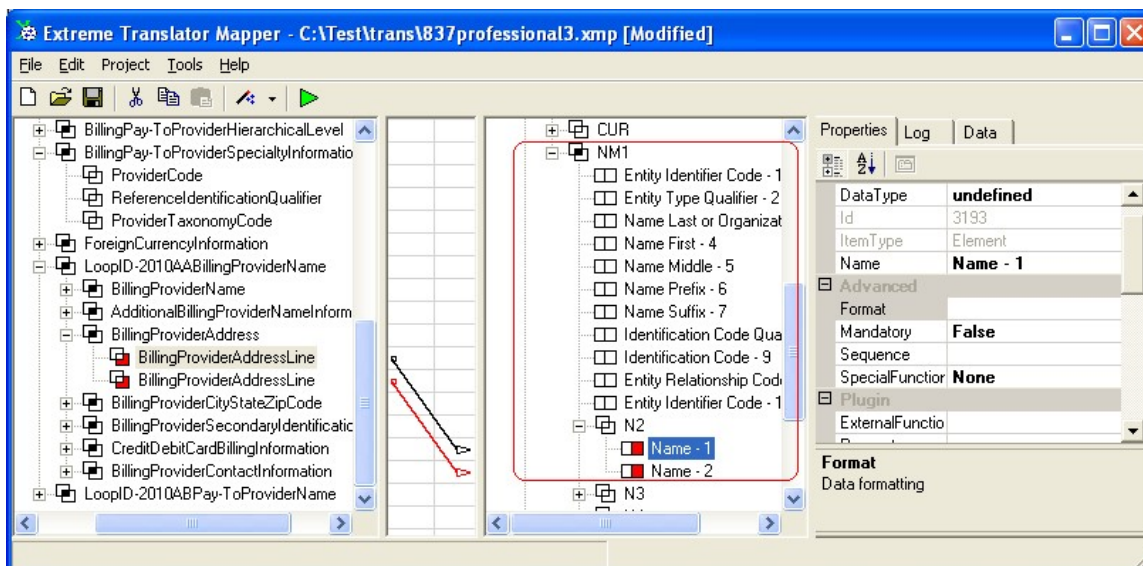 Extreme Translator Mapper - C:\Test\trans\837professional3.xmp [Modified]
File Edit Project Tools Help
BillingPay-ToProviderHierarchicalLevel
BillingPay-ToProviderSpecialtyInformatio
ProviderCode
ReferenceIdentificationQualifier
ProviderTaxonomyCode
ForeignCurrencyInformation
LoopID-2010AABillingProviderName
BillingProviderName
AdditionalBillingProviderNameInform
BillingProviderAddress
BillingProviderAddressLine
BillingProviderAddressLine
BillingProviderCityStateZipCode
BillingProviderSecondaryIdentificatic
CreditDebitCardBillingInformation
BillingProviderContactInformation
LoopID-2010ABPay-ToProviderName
CUR
NM1
Entity Identifier Code - 1
Entity Type Qualifier - 2
Name Last or Organizat
Name First - 4
Name Middle - 5
Name Prefix - 6
Name Suffix - 7
Identification Code Qua
Identification Code - 9
Entity Relationship Cod
Entity Identifier Code - 1
N2
Name - 1
Name - 2
N3
Properties Log Data
DataType undefined
Id 3193
ItemType Element
Name Name - 1
Advanced
Format
Mandatory False
Sequence
SpecialFunctior None
Plugin
ExternalFunctio
Format
Data formatting